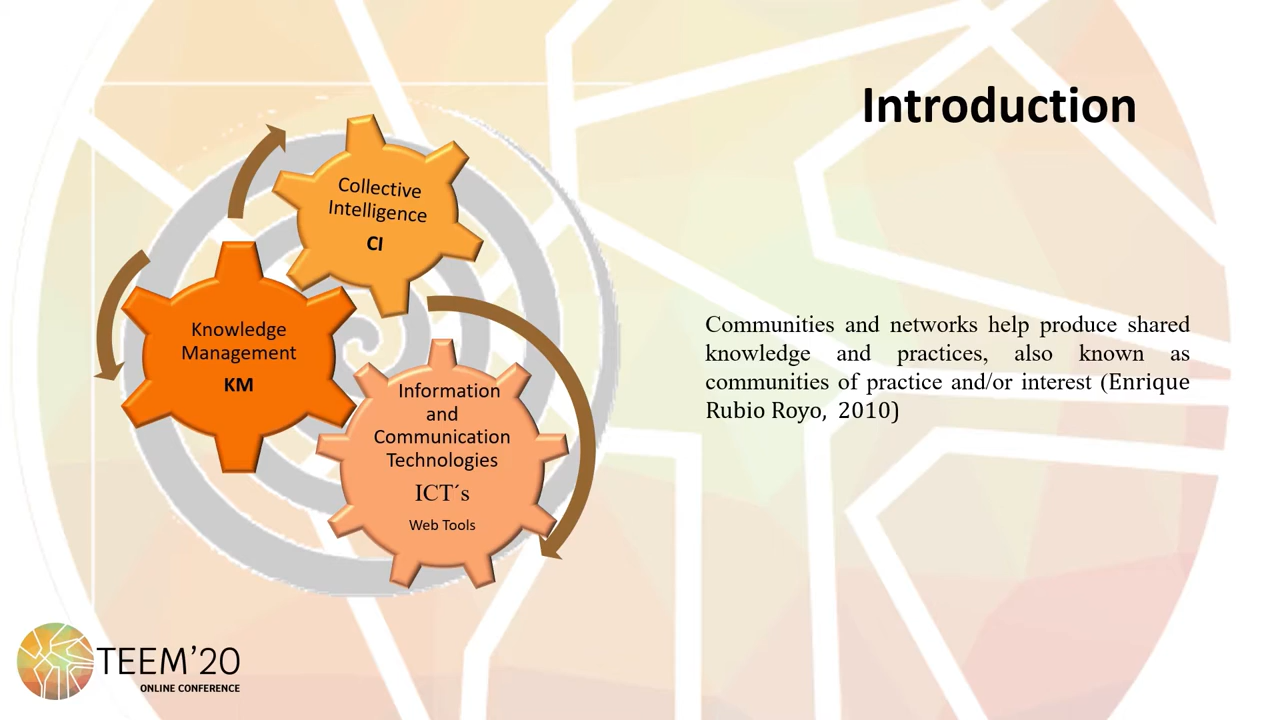 Introduction
Collective
Intelligence
CI
Knowledge
Management
KM
Information
and
Communication
Technologies
ICT´s
Web Tools
Communities and networks help produce shared
knowledge and practices, also known as
communities of practice and/or interest (Enrique
Rubio Royo, 2010)
TEEM’20
ONLINE CONFERENCE